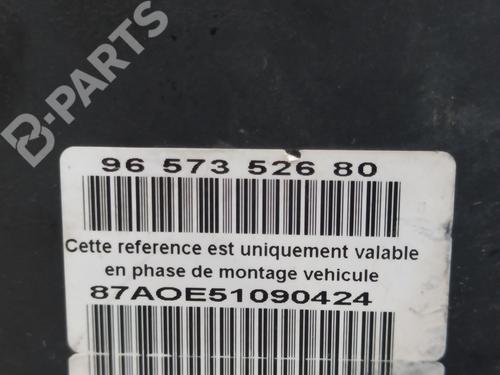 B-PARTS
96 573 526 80
Cette reference est uniquement valable
en phase de montage vehicule
87AOE51090424